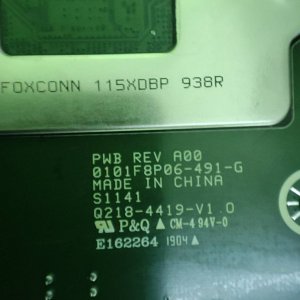 FOXCONN 115XDBP 938R
PWB REV A00
0101F8P06-491-G
MADE IN CHINA
S1141
Q218-4419-V1.0
P&Q CM-4 94V-0
E162264 1904